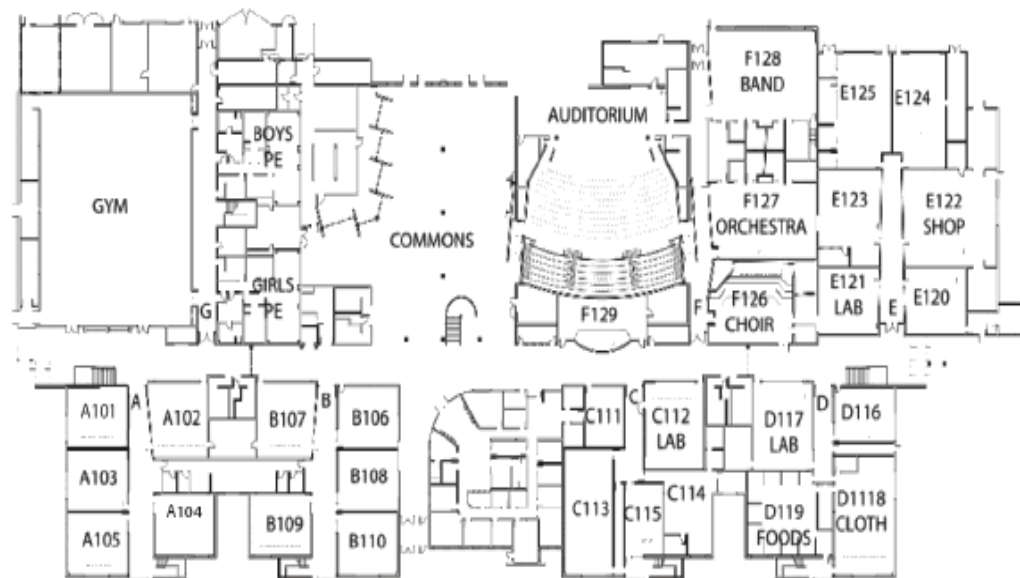 F128
BAND
E125
E124
AUDITORIUM
BOYS
PE
GYM
F127
ORCHESTRA
E123
E122
SHOP
COMMONS
GIRLS
PE
G
F129
F
F126
CHOIR
E121
LAB
E
E120
A101
A
A102
B107
B
B106
C111
C
C112
LAB
D117
LAB
D
D116
A103
B108
A104
B109
C113
C115
C114
D119
FOODS
D1118
CLOTH
A105
B110